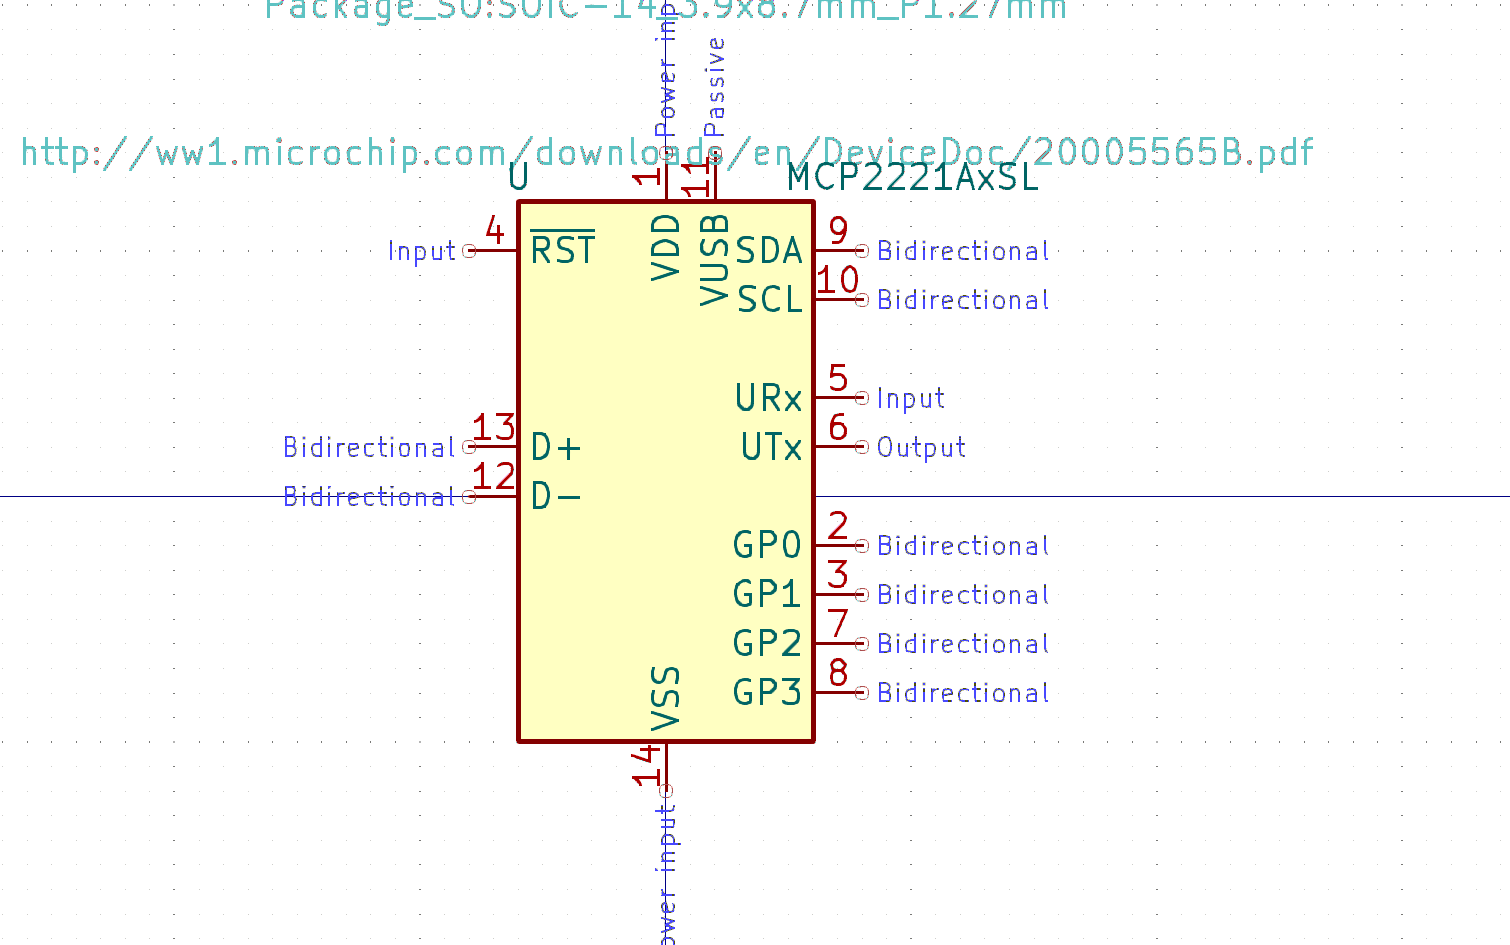 Package_SO:SOIC-14_3.9x8.7mm_P1.27mm
Power inp
Passive
http://ww1.microchip.com/downloads/en/DeviceDoc/20005565B.pdf
U
1
11
MCP2221AxSL
Input
4
RST
VDD
VUSB
SDA
9
Bidirectional
SCL
10
Bidirectional
URx
5
Input
Bidirectional
13
D+
UTx
6
Output
Bidirectional
12
D-
GP0
2
Bidirectional
GP1
3
Bidirectional
GP2
7
Bidirectional
VSS
GP3
8
Bidirectional
14
ower input